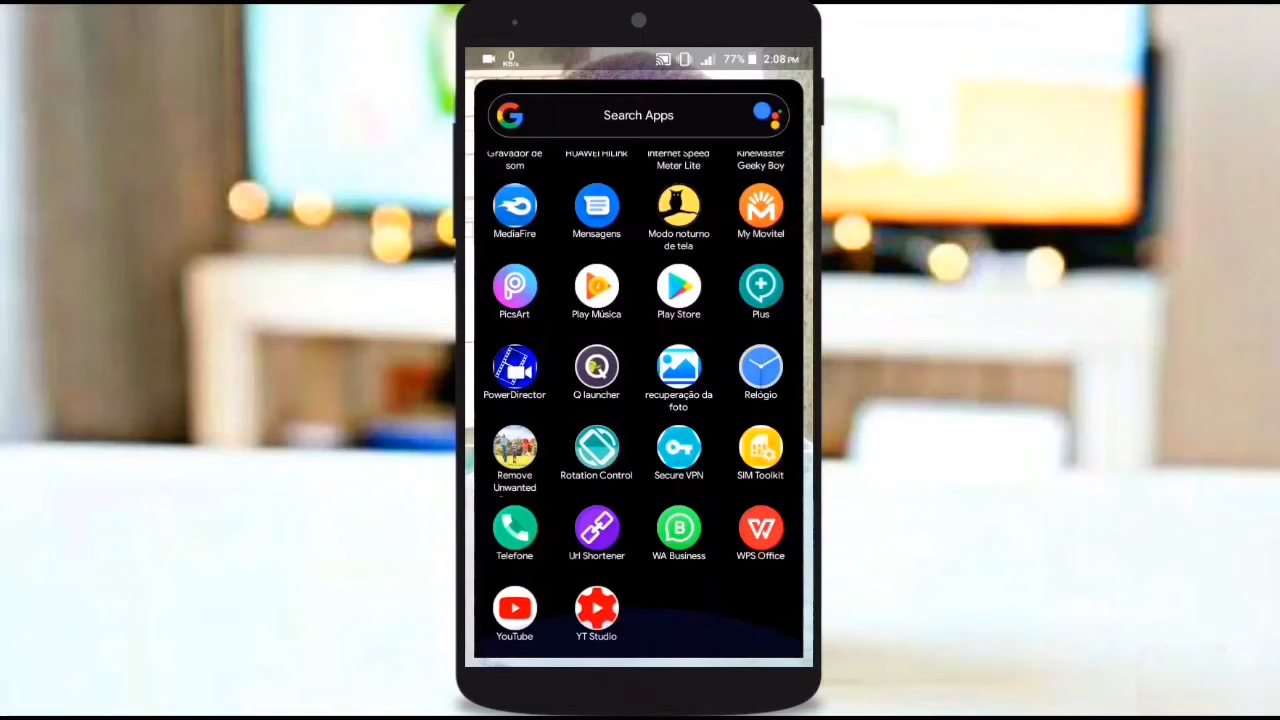 0
KB/s
77% 2:08 PM
Search Apps
Gravador de HUAWEI HiLink Internet Speed KineMaster
som Meter Lite Geeky Boy
MediaFire Mensagens Modo noturno My Movitel
de tela
PicsArt Play Música Play Store Plus
PowerDirector Q launcher recuperação da Relógio
foto
Remove Rotation Control Secure VPN SIM Toolkit
Unwanted
Telefone Url Shortener WA Business WPS Office
YouTube YT Studio